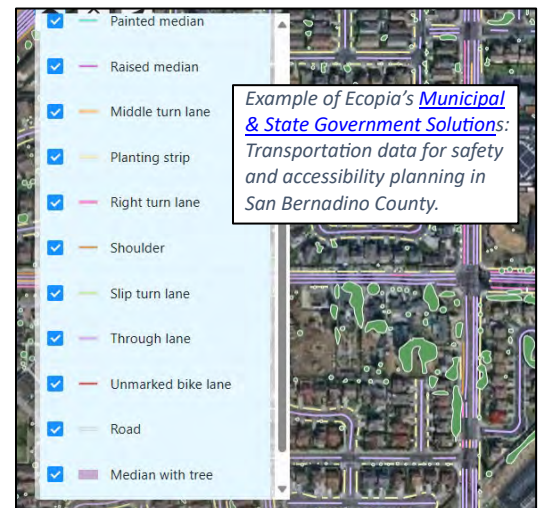 Painted median
Raised median
Middle turn lane
Planting strip
Right turn lane
Shoulder
Slip turn lane
Through lane
Unmarked bike lane
Road
Median with tree
Example of Ecopia's Municipal
& State Government Solutions:
Transportation data for safety
and accessibility planning in
San Bernadino County.